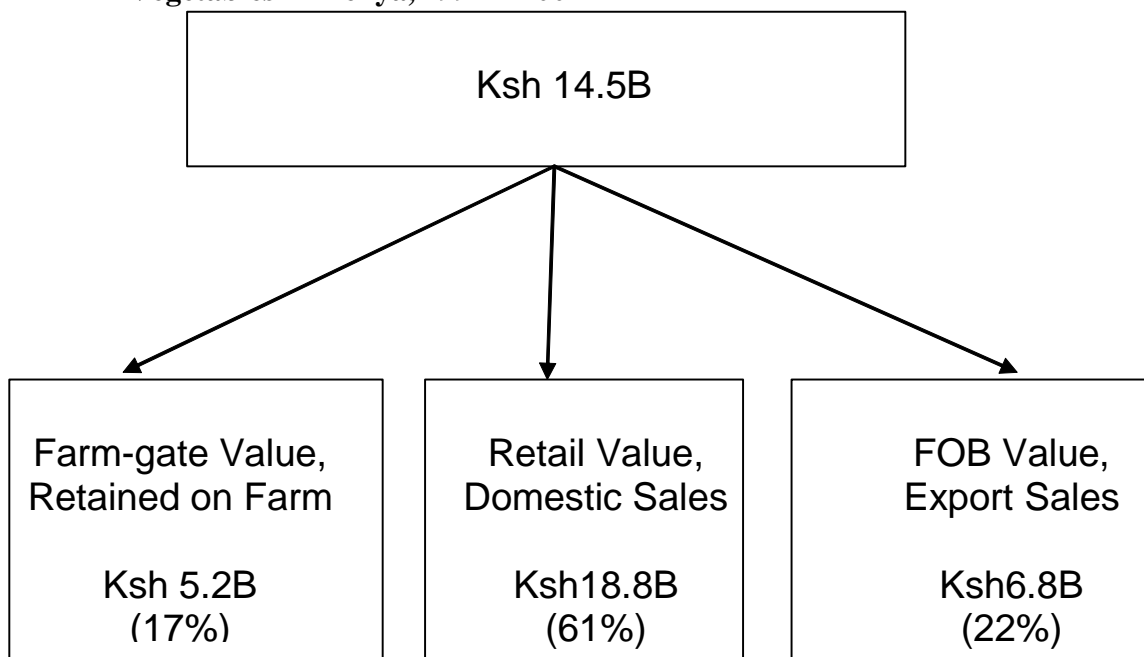 Ksh 14.5B
Farm-gate Value,
Retained on Farm
Ksh 5.2B
(17%)
Retail Value,
Domestic Sales
Ksh18.8B
(61%)
FOB Value,
Export Sales
Ksh6.8B
(22%)